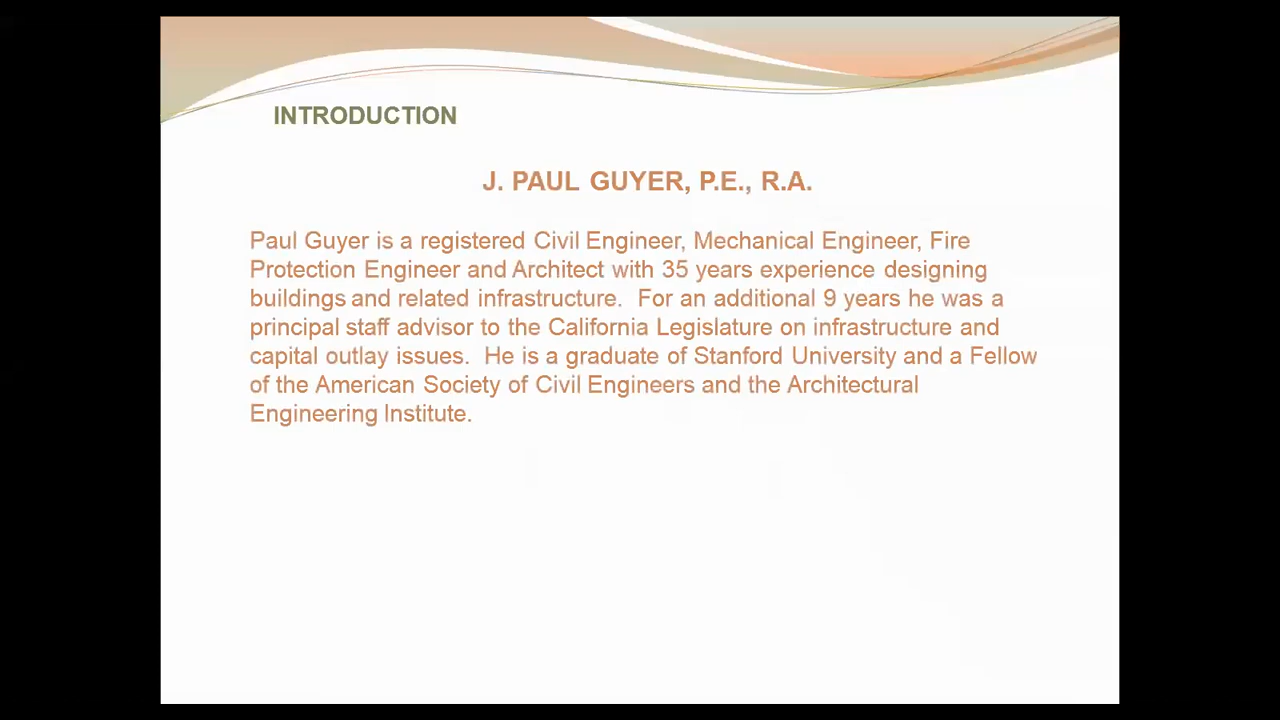 INTRODUCTION
J. PAUL GUYER, P.E., R.A.
Paul Guyer is a registered Civil Engineer, Mechanical Engineer, Fire
Protection Engineer and Architect with 35 years experience designing
buildings and related infrastructure.  For an additional 9 years he was a
principal staff advisor to the California Legislature on infrastructure and
capital outlay issues.  He is a graduate of Stanford University and a Fellow
of the American Society of Civil Engineers and the Architectural
Engineering Institute.